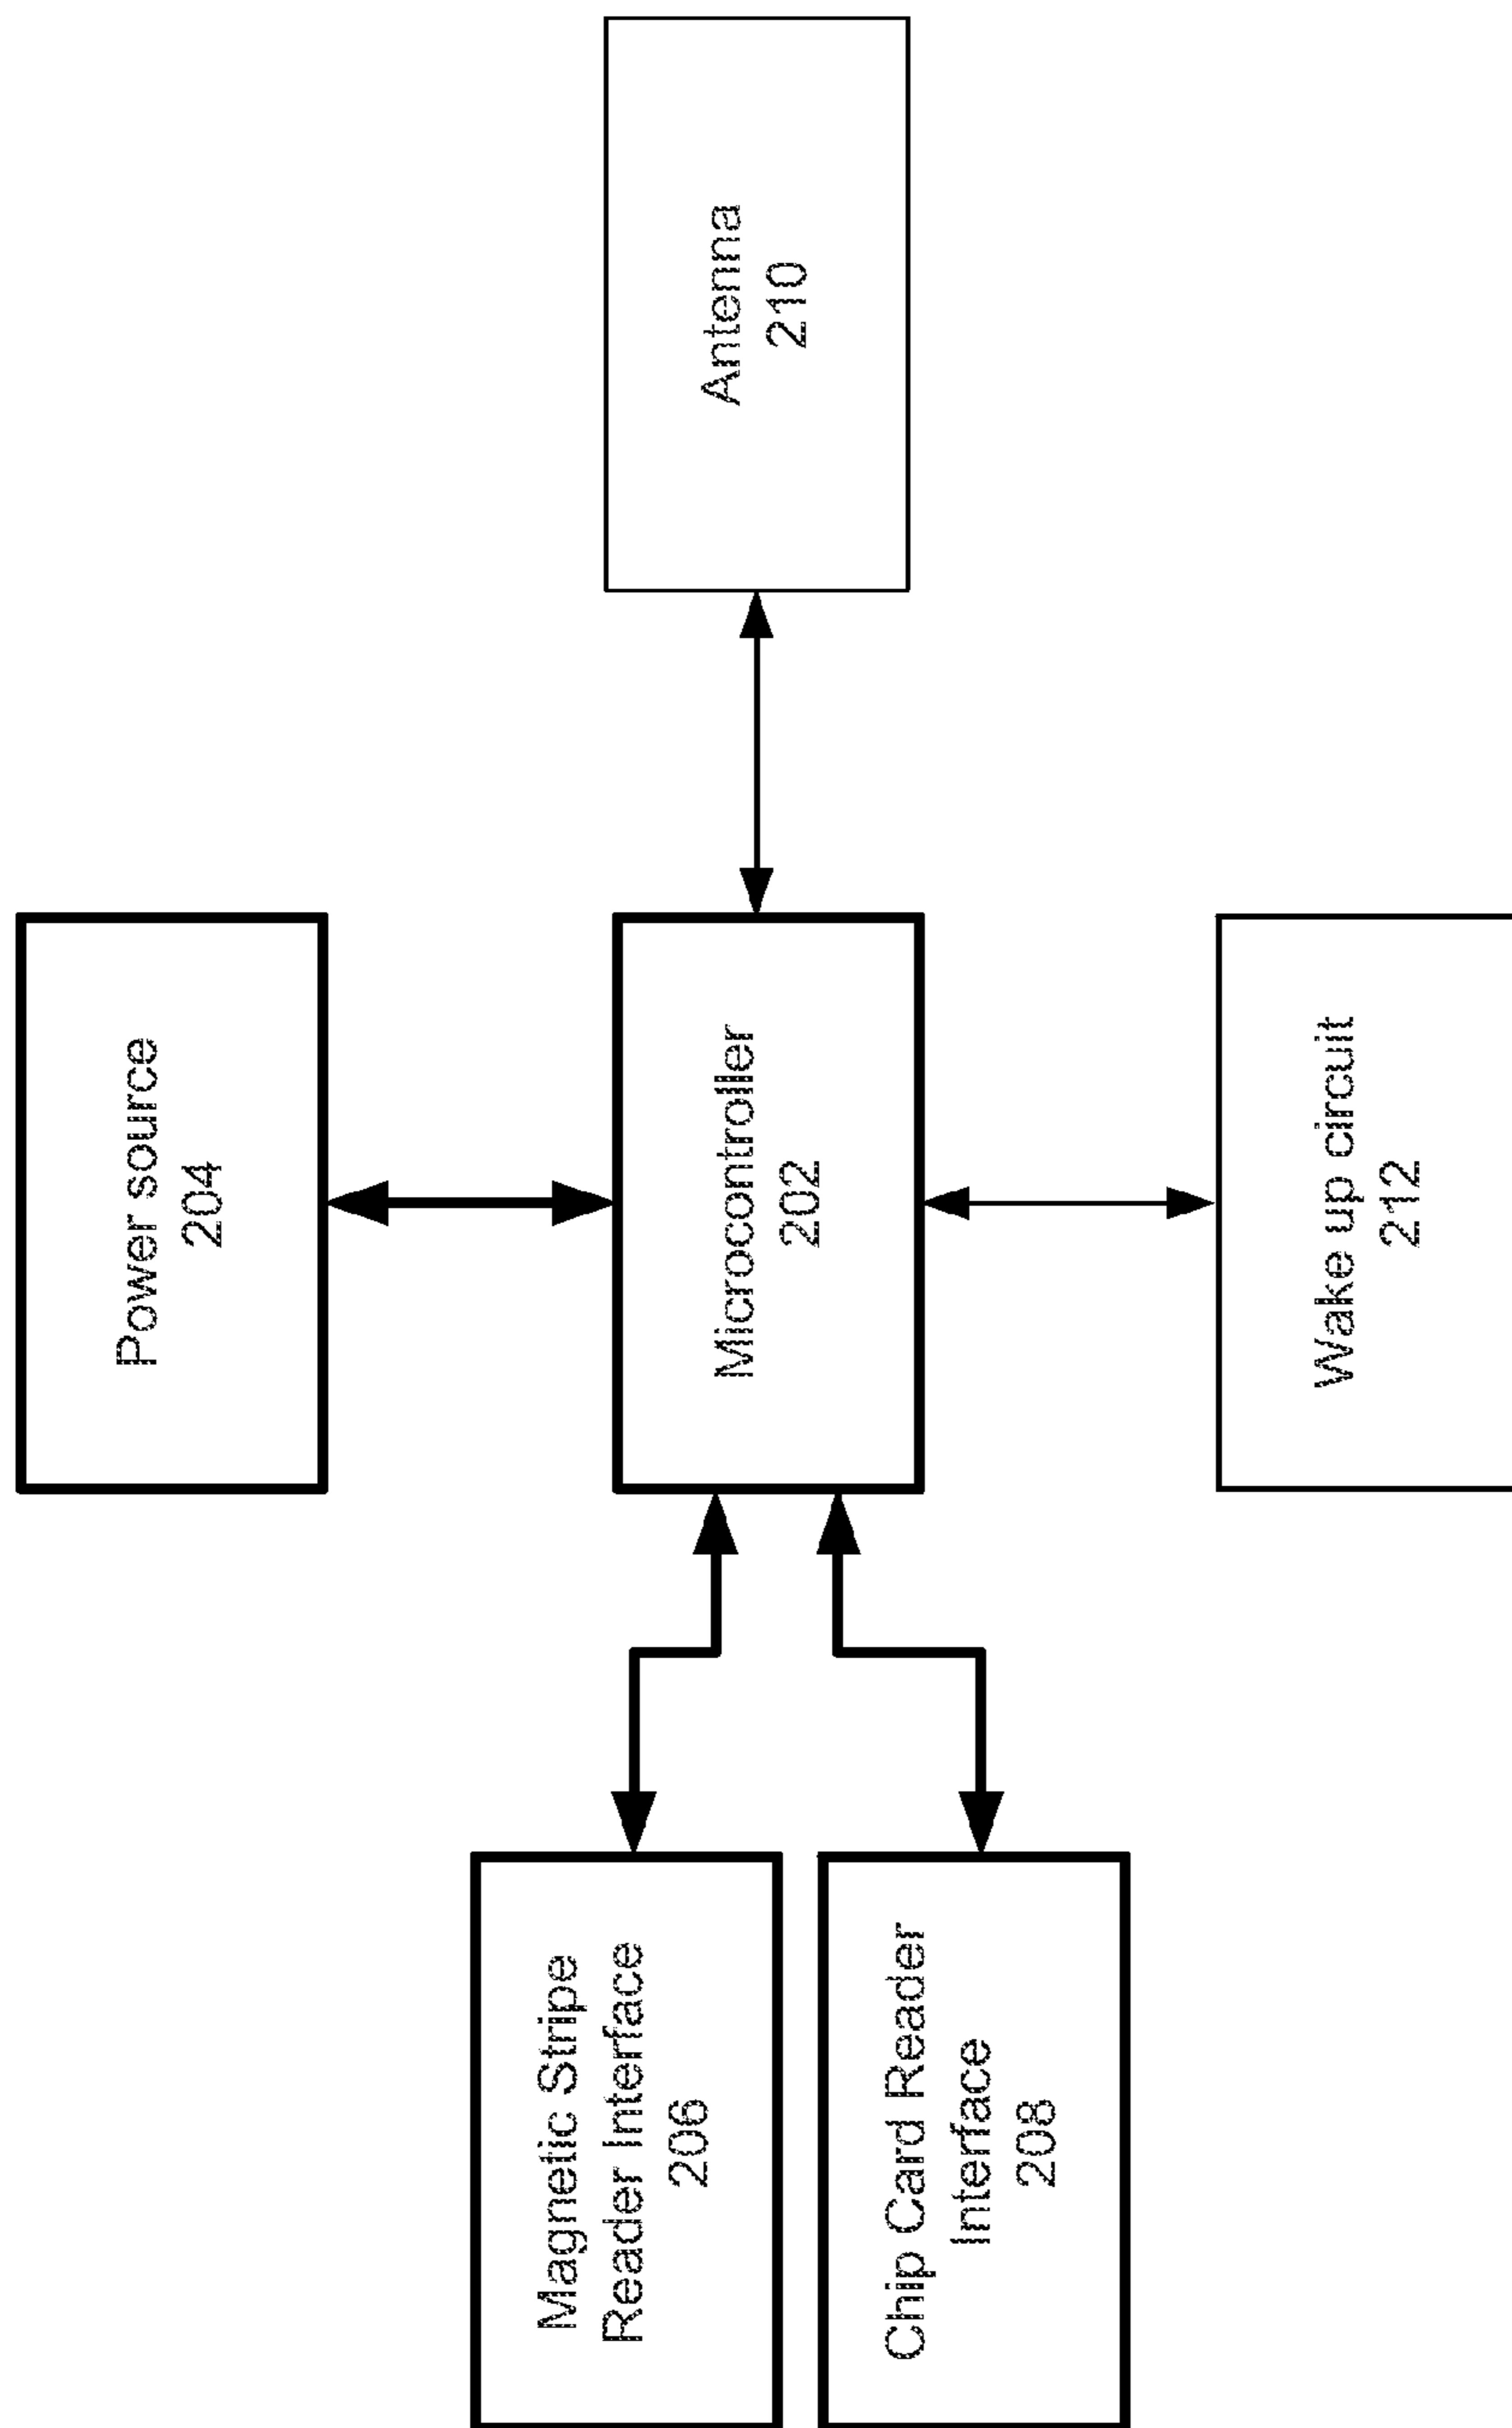 Power source
204
Magnetic Stripe
Reader Interface
206
Microcontroller
202
Antenna
210
Chip Card Reader
Interface
208
Wake up circuit
212